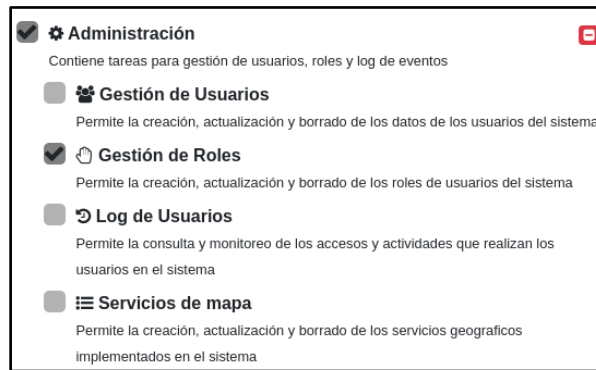 Administración
Contiene tareas para gestión de usuarios, roles y log de eventos
Gestión de Usuarios
Permite la creación, actualización y borrado de los datos de los usuarios del sistema
Gestión de Roles
Permite la creación, actualización y borrado de los roles de usuarios del sistema
Log de Usuarios
Permite la consulta y monitoreo de los accesos y actividades que realizan los
usuarios en el sistema
Servicios de mapa
Permite la creación, actualización y borrado de los servicios geograficos
implementados en el sistema